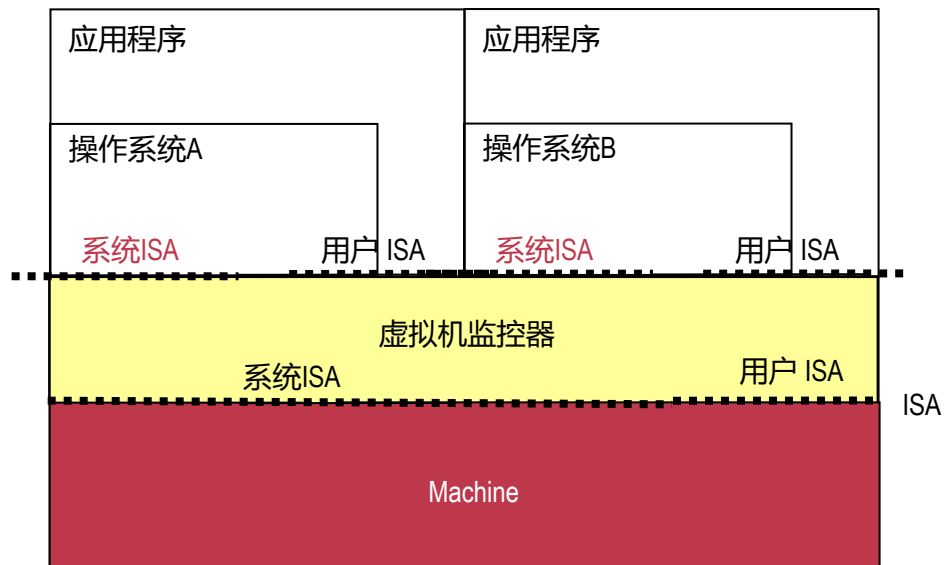 应用程序
应用程序
操作系统A
操作系统B
系统ISA
用户 ISA
系统ISA
用户 ISA
虚拟机监控器
系统ISA
用户 ISA
ISA
Machine